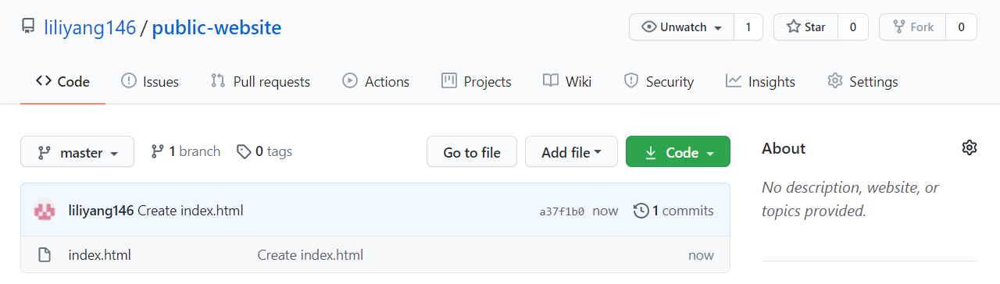 liliyang146 / public-website Unwatch 1 Star 0 Fork 0
Code Issues Pull requests Actions Projects Wiki Security Insights Settings
master 1 branch 0 tags Go to file Add file Code
liliyang146 Create index.html a37f1b0 now 1 commits
index.html Create index.html now
About
No description, website, or
topics provided.